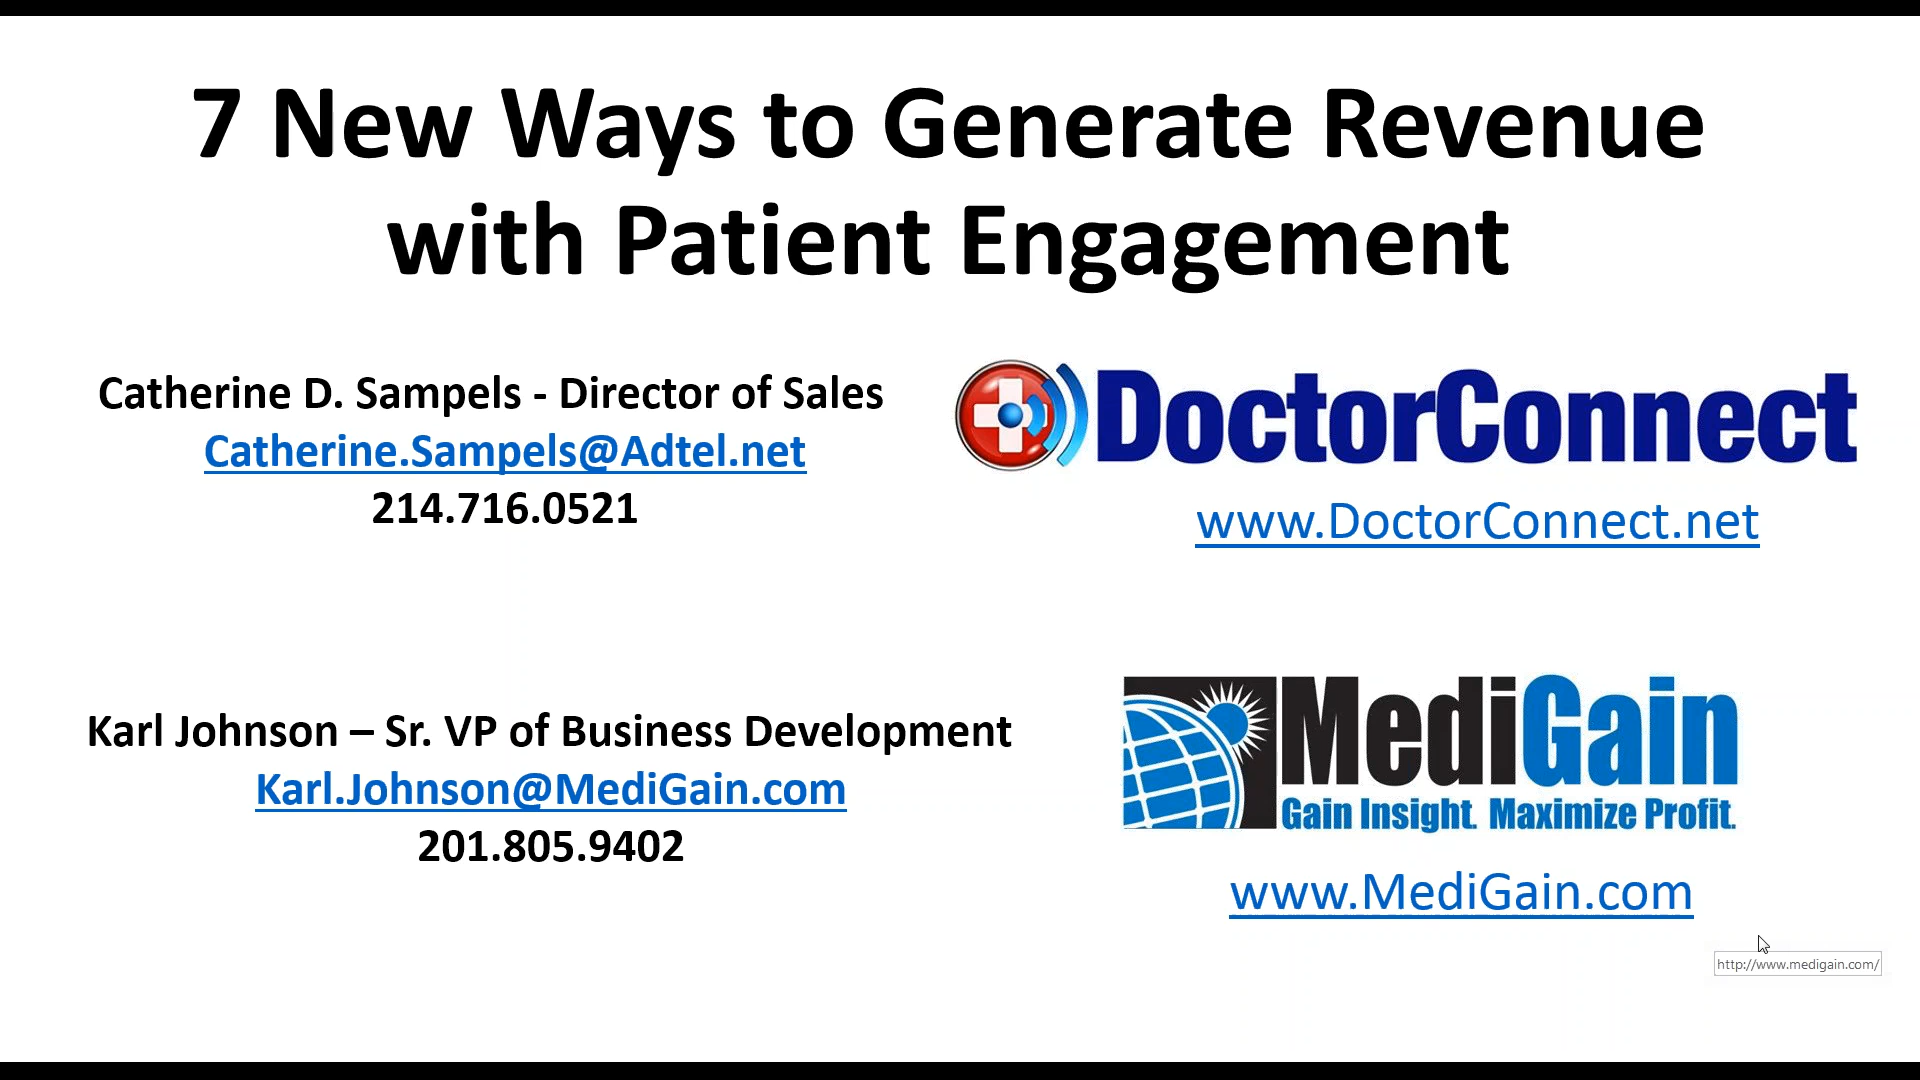 7 New Ways to Generate Revenue
with Patient Engagement
Catherine D. Sampels - Director of Sales
Catherine.Sampels@Adtel.net
214.716.0521
DoctorConnect
www.DoctorConnect.net
Karl Johnson – Sr. VP of Business Development
Karl.Johnson@MediGain.com
201.805.9402
MediGain
Gain Insight. Maximize Profit.
www.MediGain.com
http://www.medigain.com/